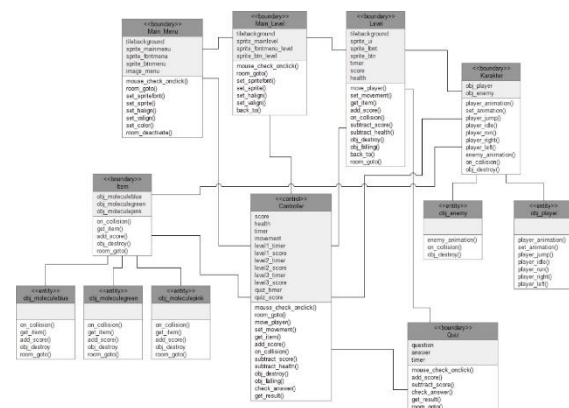 <<boundary>>
Main_Menu
tilebackground
sprite_mainmenu
sprite_fontmenu
sprite_btnmenu
image_menu
mouse_check_onclick()
room_goto()
set_spritefont()
set_sprite()
set_halign()
set_valign()
set_color()
room_deactivate()
<<boundary>>
Main_Level
tilebackground
sprite_mainlevel
sprite_fontmenu_level
sprite_btn_level
mouse_check_onclick()
room_goto()
set_spritefont()
set_sprite()
set_halign()
set_valign()
back_to()
<<boundary>>
Level
tilebackground
sprite_ui
sprite_font
sprite_btn
timer
score
health
move_player()
set_movement()
get_item()
add_score()
on_collision()
subtract_score()
subtract_health()
obj_destroy()
obj_falling()
back_to()
room_goto()
<<boundary>>
Karakter
obj_player
obj_enemy
player_animation()
set_animation()
player_jump()
player_idle()
player_run()
player_right()
player_left()
enemy_animation()
on_collision()
obj_destroy()
<<boundary>>
Item
obj_moleculeblue
obj_moleculegreen
obj_moleculepink
on_collision()
get_item()
add_score()
obj_destroy()
room_goto()
<<control>>
Controller
score
health
timer
movement
level1_timer
level1_score
level2_timer
level2_score
level3_timer
level3_score
quiz_timer
quiz_score
mouse_check_onclick()
room_goto()
move_player()
set_movement()
get_item()
add_score()
on_collision()
subtract_score()
subtract_health()
obj_destroy()
obj_falling()
check_answer()
get_result()
<<entity>>
obj_enemy
enemy_animation()
on_collision()
obj_destroy()
<<entity>>
obj_player
player_animation()
set_animation()
player_jump()
player_idle()
player_run()
player_right()
player_left()
<<entity>>
obj_moleculeblue
on_collision()
get_item()
add_score()
obj_destroy
room_goto()
<<entity>>
obj_moleculegreen
on_collision()
get_item()
add_score()
obj_destroy
room_goto()
<<entity>>
obj_moleculepink
on_collision()
get_item()
add_score()
obj_destroy
room_goto()
<<boundary>>
Quiz
question
answer
timer
mouse_check_onclick()
add_score()
subtract_score()
check_answer()
get_result()
room_goto()